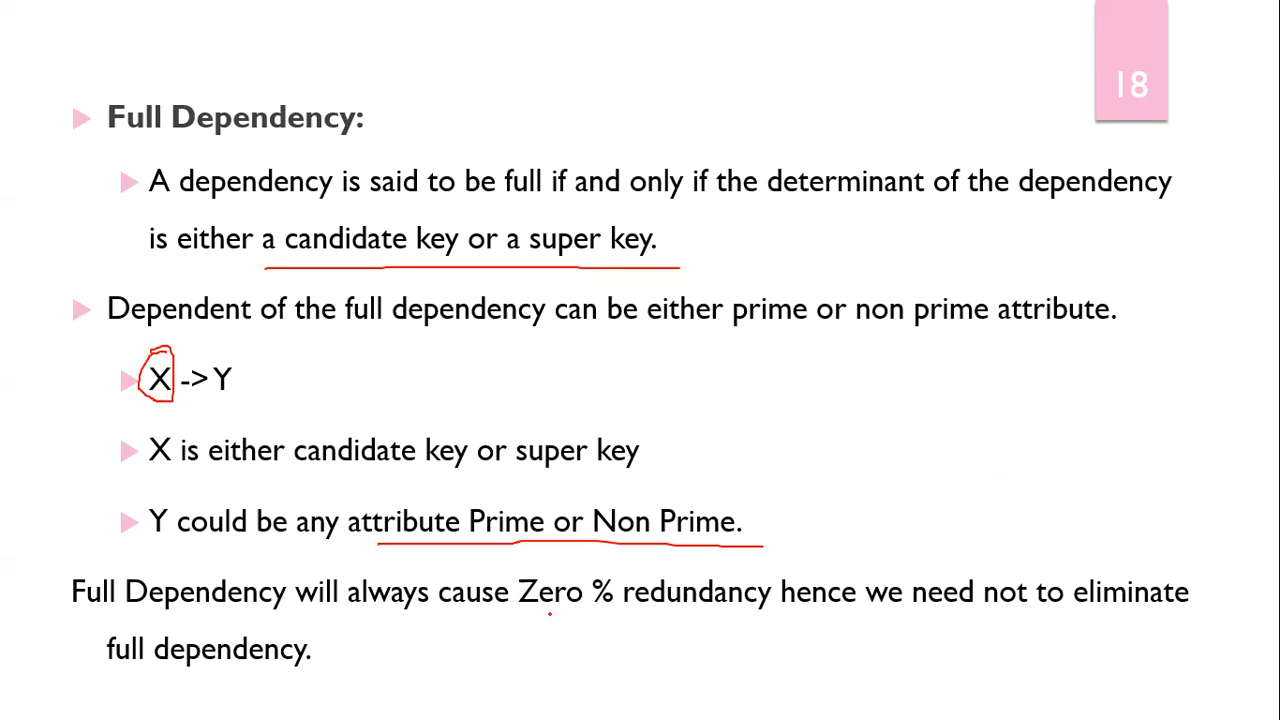 18
Full Dependency:
A dependency is said to be full if and only if the determinant of the dependency
is either a candidate key or a super key.
Dependent of the full dependency can be either prime or non prime attribute.
X -> Y
X is either candidate key or super key
Y could be any attribute Prime or Non Prime.
Full Dependency will always cause Zero % redundancy hence we need not to eliminate
full dependency.